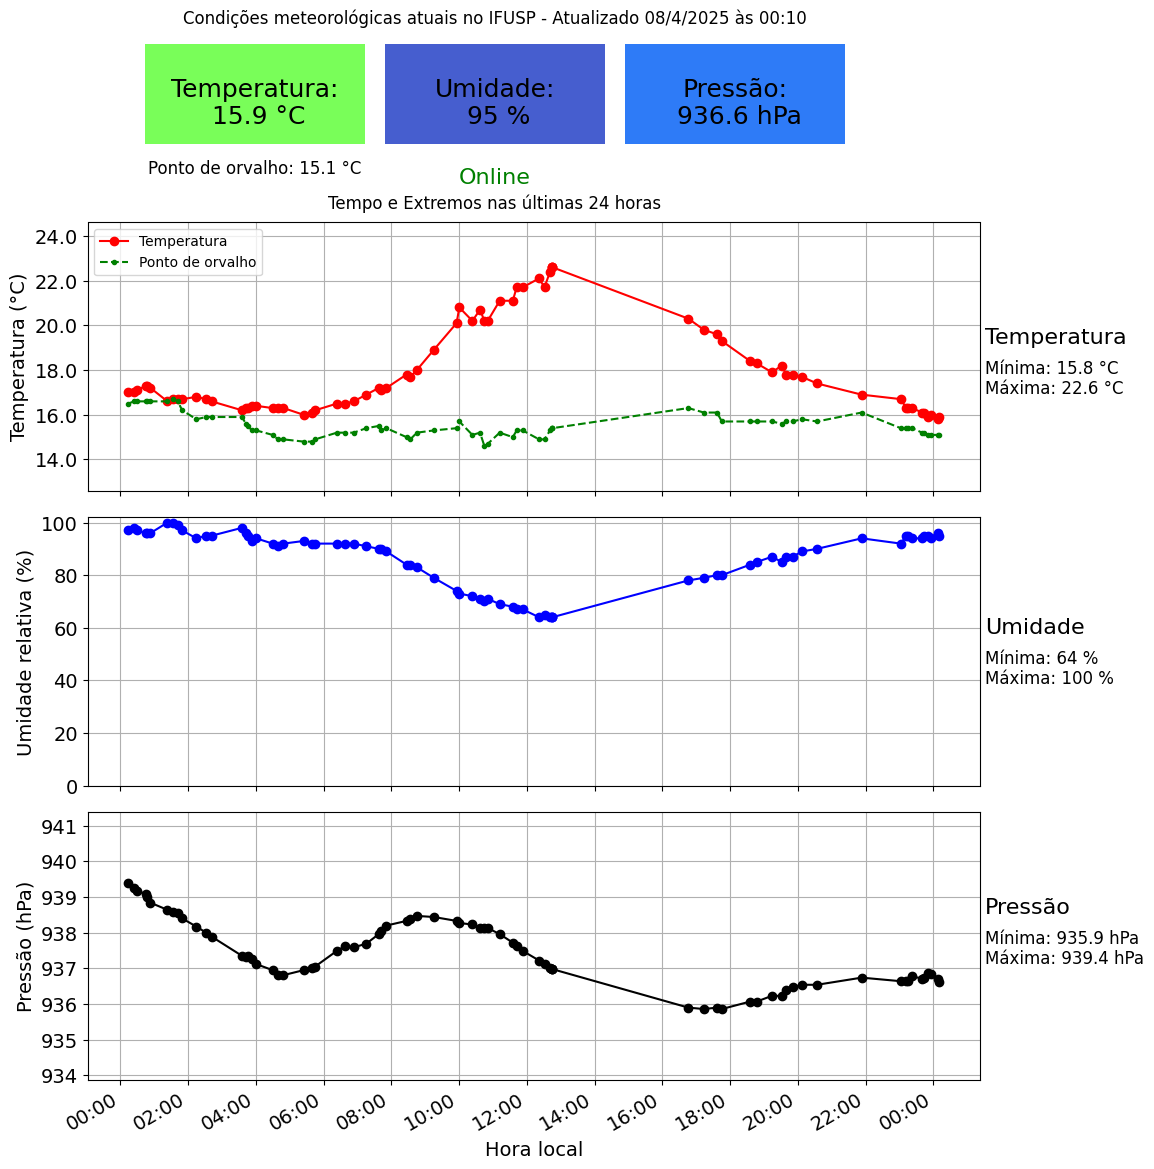 Condições meteorológicas atuais no IFUSP - Atualizado 08/4/2025 às 00:10
Temperatura:
15.9 °C
Umidade:
95 %
Pressão:
936.6 hPa
Ponto de orvalho: 15.1 °C
Online
Tempo e Extremos nas últimas 24 horas
Temperatura
Ponto de orvalho
Temperatura (°C)
24.0
22.0
20.0
18.0
16.0
14.0
Temperatura
Mínima: 15.8 °C
Máxima: 22.6 °C
Umidade relativa (%)
100
80
60
40
20
0
Umidade
Mínima: 64 %
Máxima: 100 %
Pressão (hPa)
941
940
939
938
937
936
935
934
Pressão
Mínima: 935.9 hPa
Máxima: 939.4 hPa
00:00
02:00
04:00
06:00
08:00
10:00
12:00
14:00
16:00
18:00
20:00
22:00
00:00
Hora local